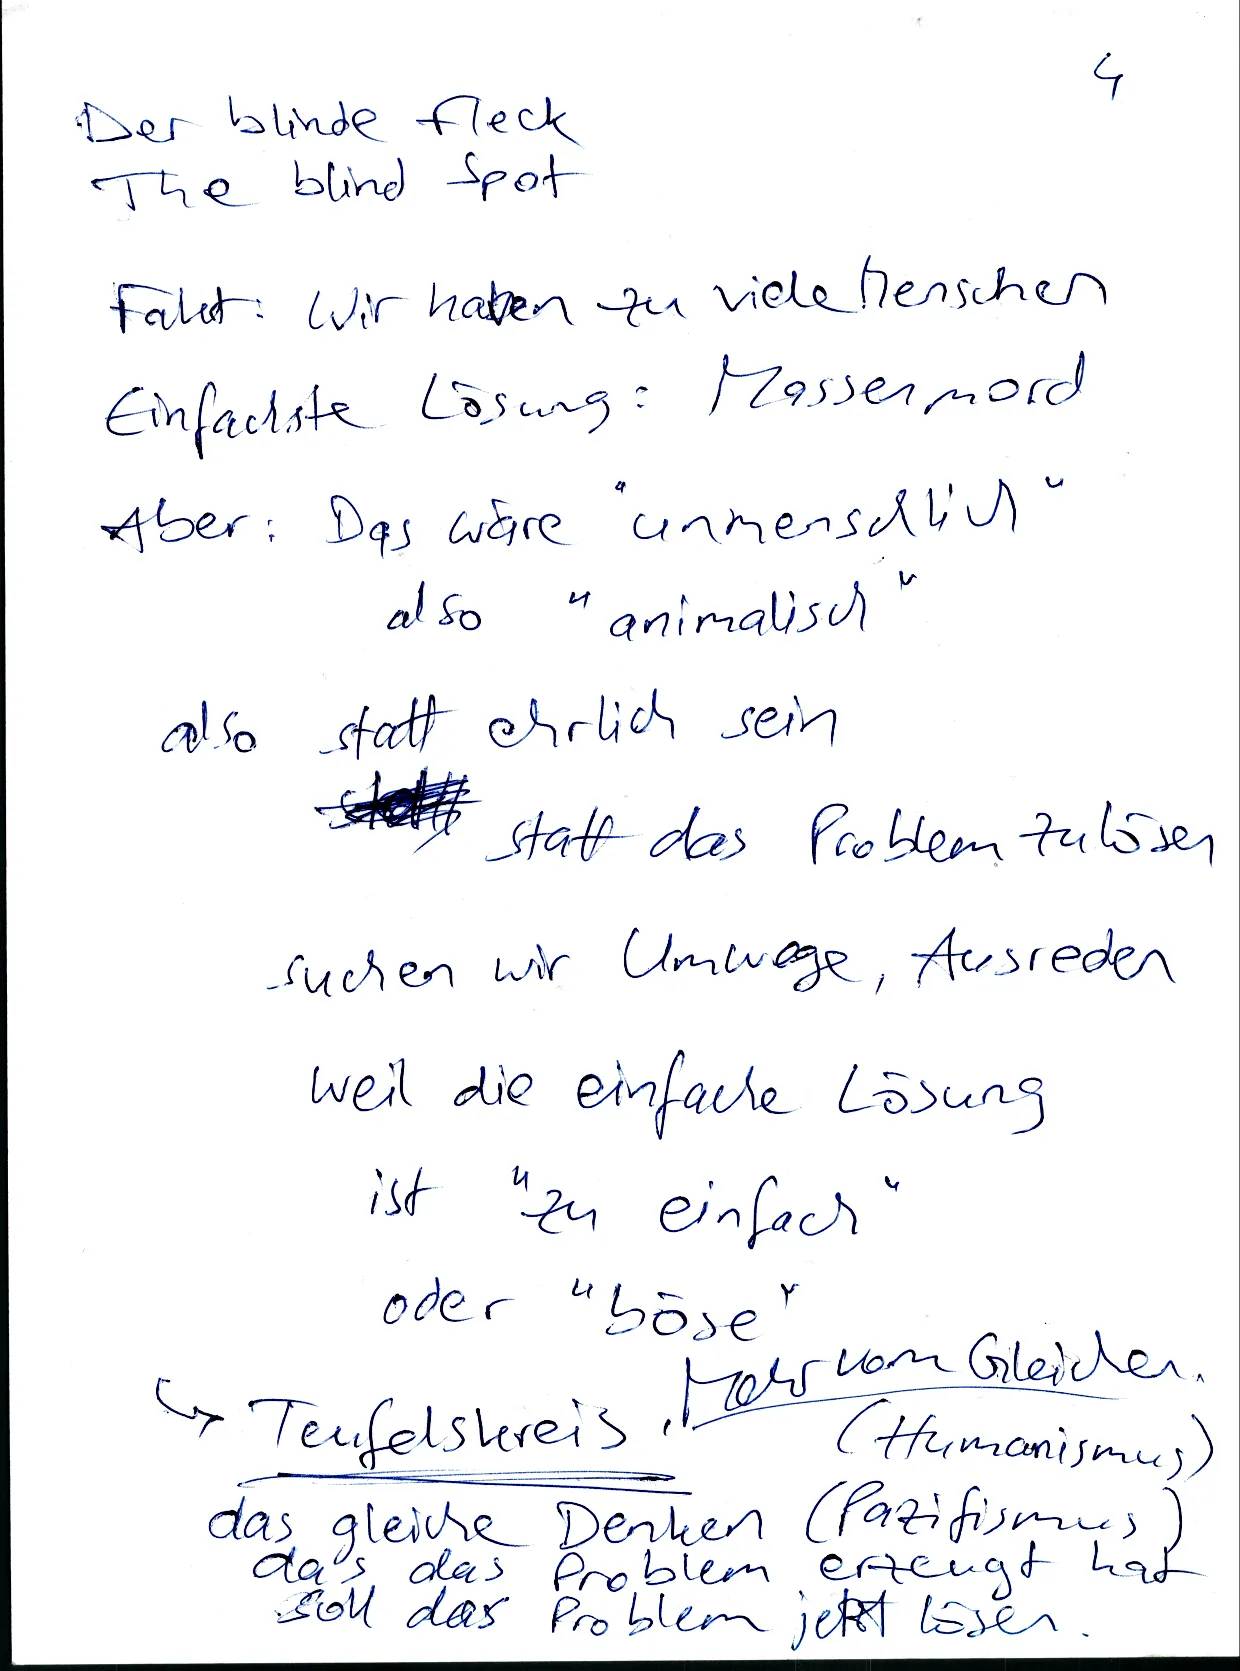 4
Der blinde Fleck
The blind Spot
Fakt: Wir haben zu viele Menschen
Einfachste Lösung: Massenmord
Aber: Das wäre "unmenschlich"
also "animalisch"
also statt ehrlich sein
statt
statt das Problem zu lösen
suchen wir Umwege, Ausreden
weil die einfache Lösung
ist "zu einfach"
oder "böse"
↳ Teufelskreis, Mehr vom Gleichen.
(Humanismus)
das gleiche Denken (Pazifismus)
das das Problem erzeugt hat
soll das Problem jetzt lösen.